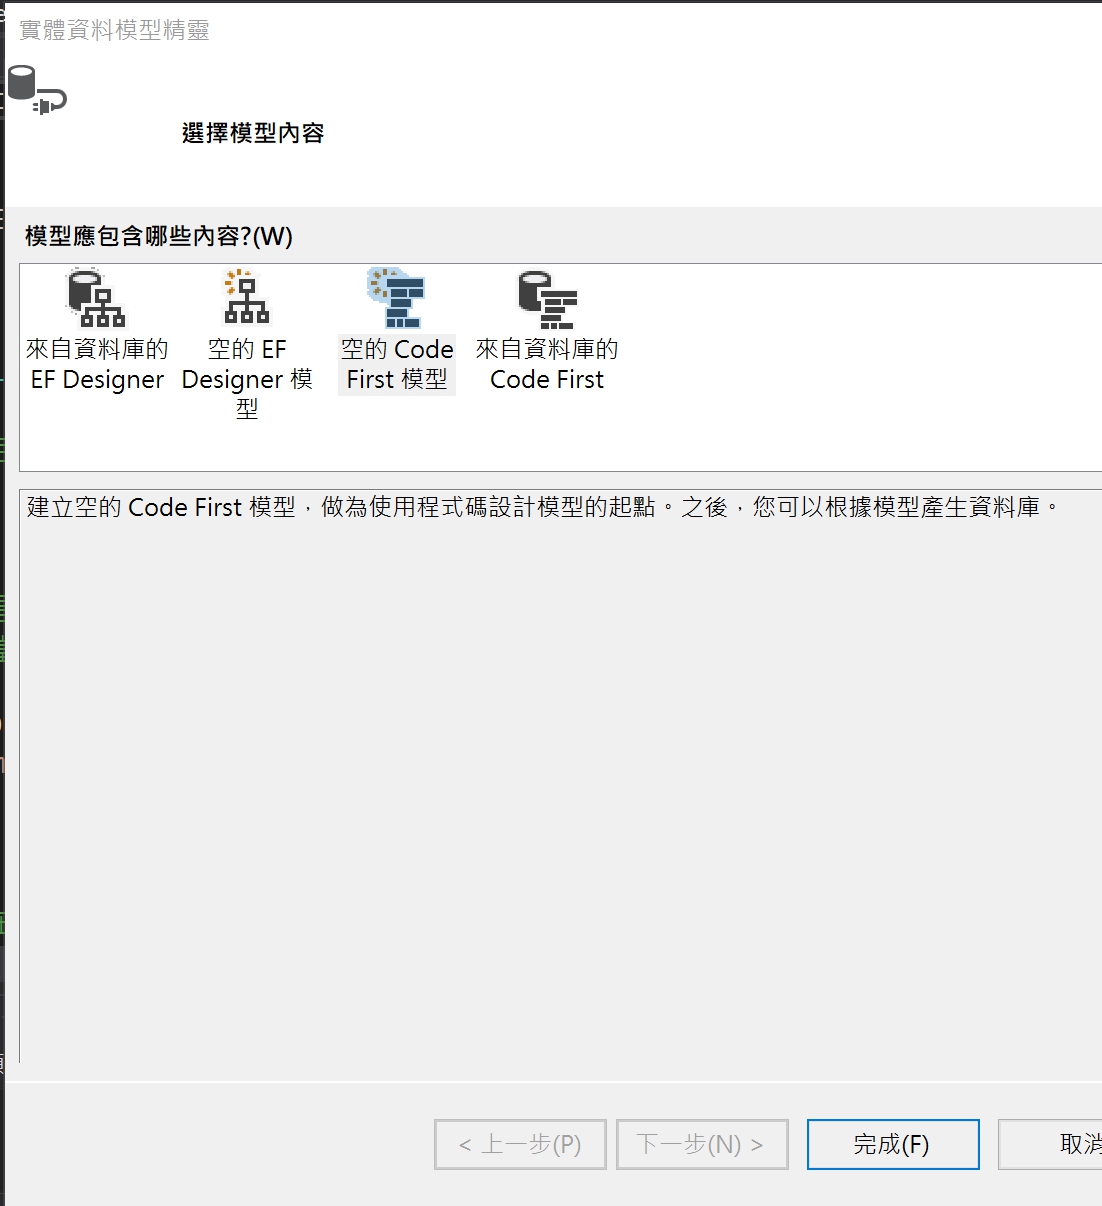 實體資料模型精靈
選擇模型內容
模型應包含哪些內容?(W)
來自資料庫的
EF Designer
空的 EF
Designer 模
型
空的 Code
First 模型
來自資料庫的
Code First
建立空的 Code First 模型，做為使用程式碼設計模型的起點。之後，您可以根據模型產生資料庫。
< 上一步(P)
下一步(N) >
完成(F)
取消